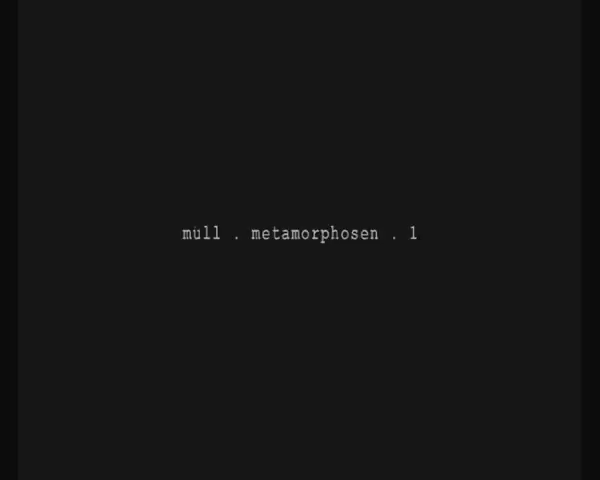 müll . metamorphosen . 1